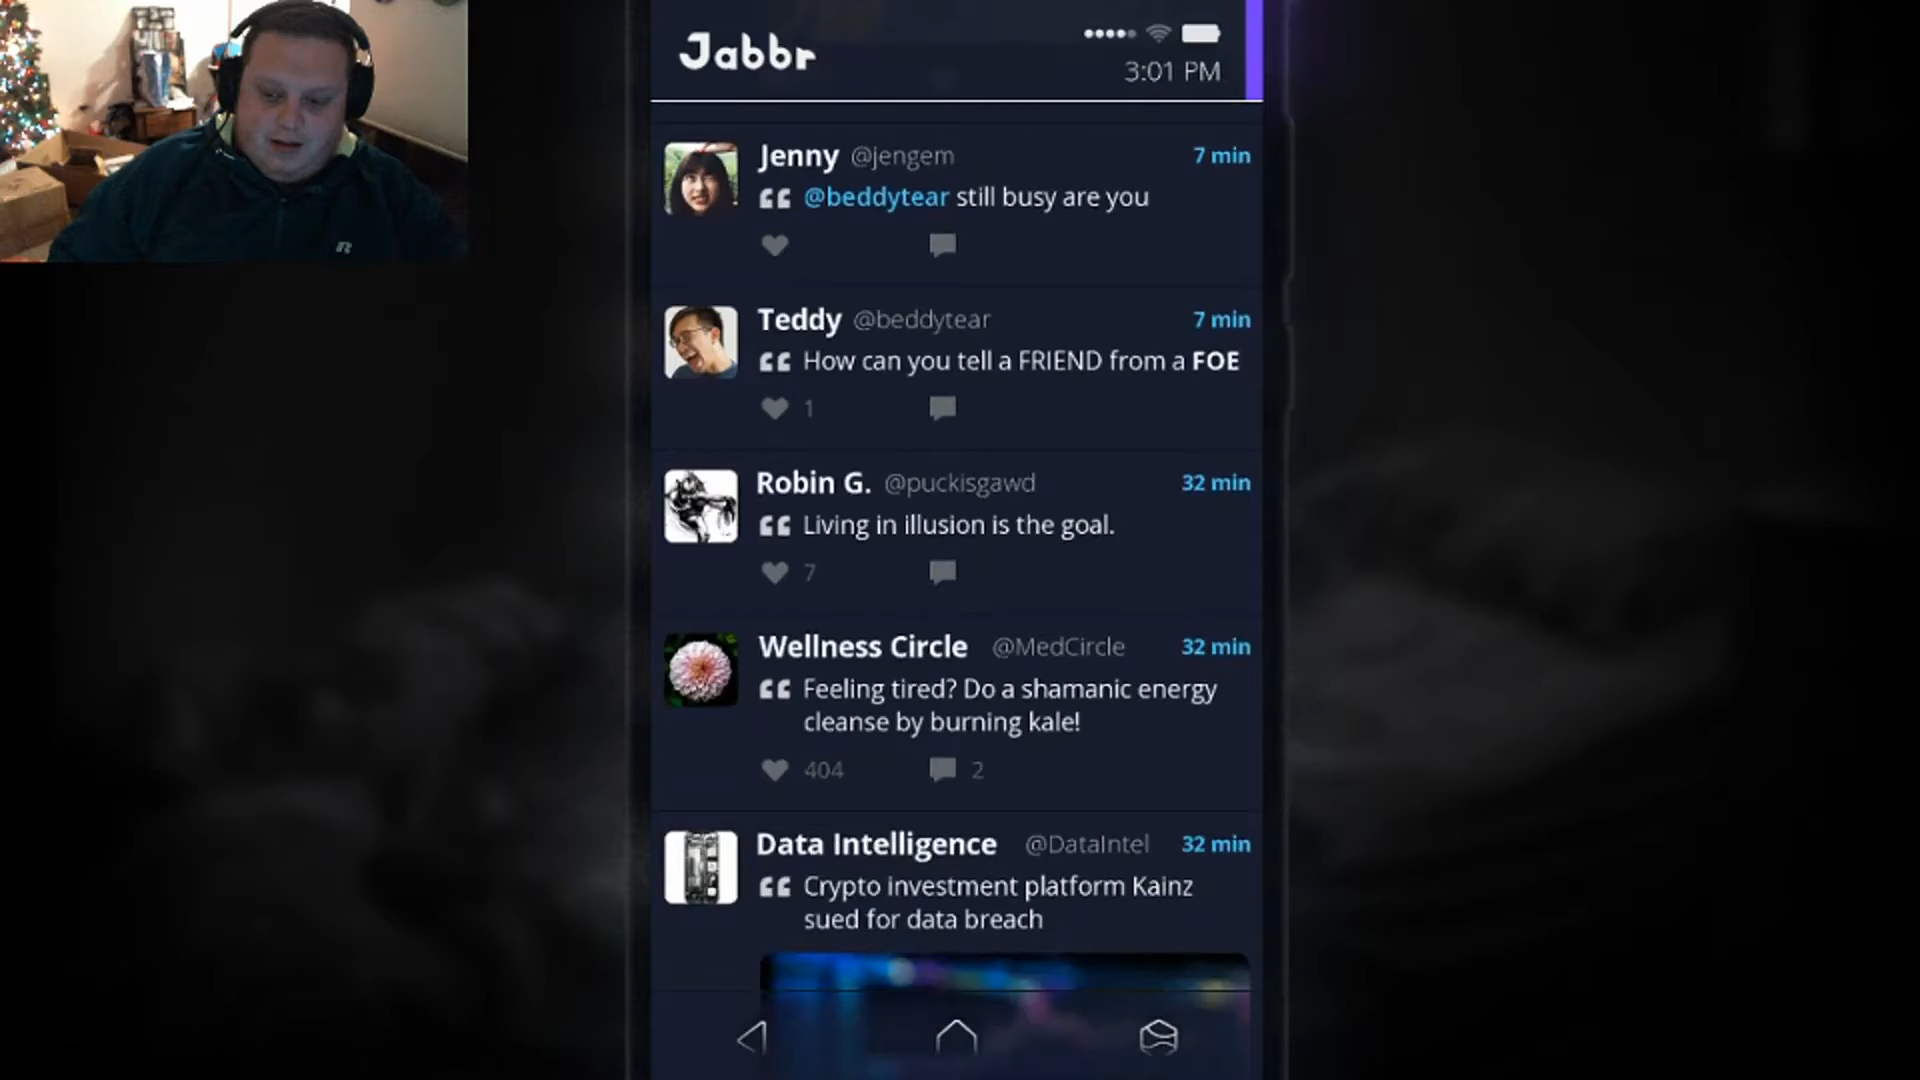 Jabbr
3:01 PM
Jenny @jengem 7 min
@beddytear still busy are you
Teddy @beddytear 7 min
How can you tell a FRIEND from a FOE
1
Robin G. @puckisgawd 32 min
Living in illusion is the goal.
7
Wellness Circle @MedCircle 32 min
Feeling tired? Do a shamanic energy
cleanse by burning kale!
404 2
Data Intelligence @DataIntel 32 min
Crypto investment platform Kainz
sued for data breach
R